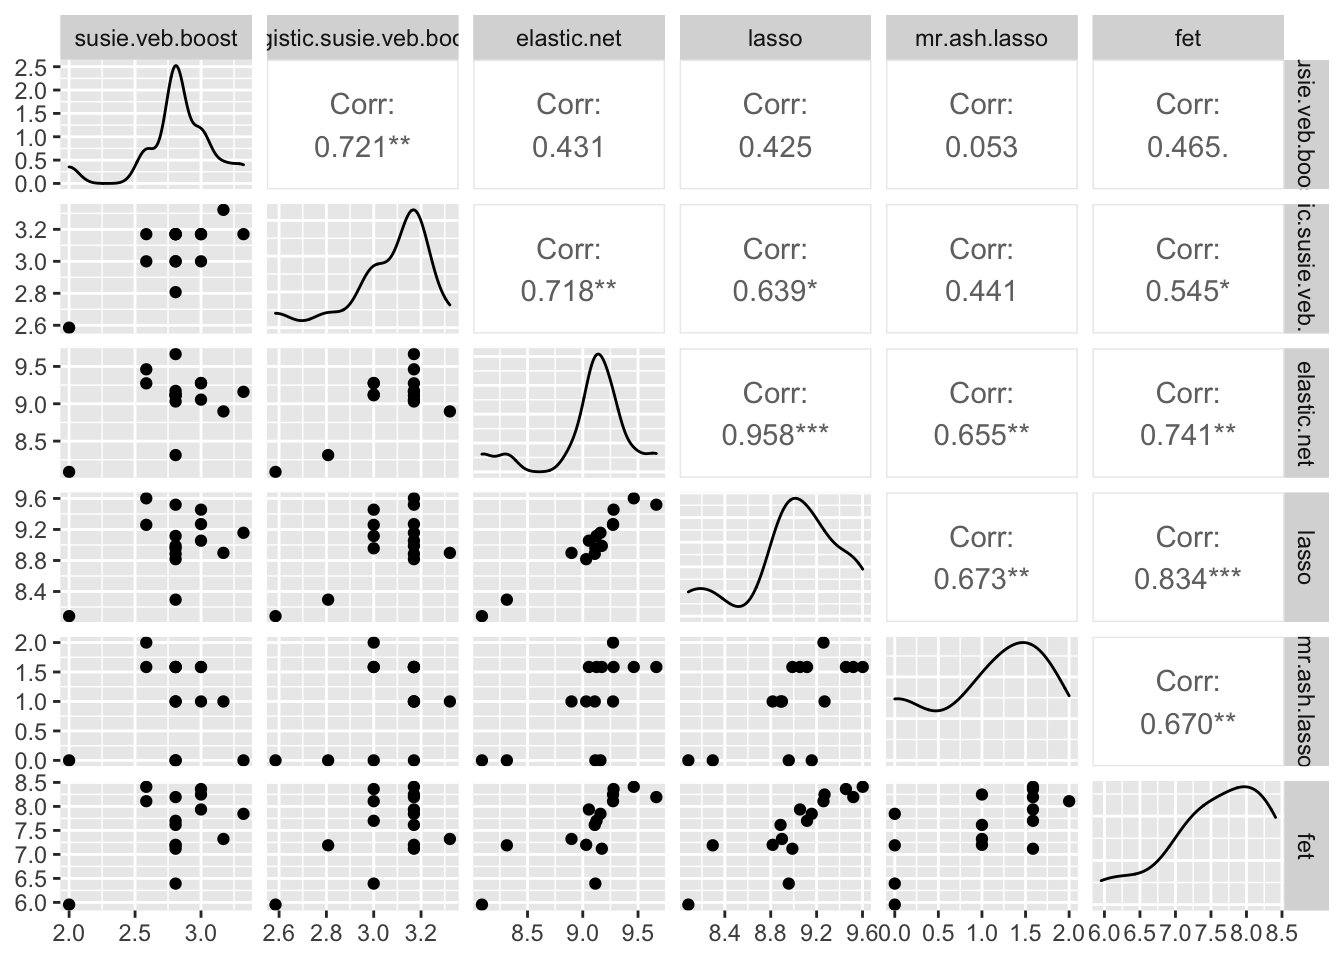 susie.veb.boost gistic.susie.veb.boo elastic.net lasso mr.ash.lasso fet
2.5
2.0
1.5
1.0
0.5
0.0
Corr:
0.721**
Corr:
0.431
Corr:
0.425
Corr:
0.053
Corr:
0.465.
usie.veb.boo
3.2
3.0
2.8
2.6
Corr:
0.718**
Corr:
0.639*
Corr:
0.441
Corr:
0.545*
ic.susie.veb.
9.5
9.0
8.5
Corr:
0.958***
Corr:
0.655**
Corr:
0.741**
elastic.net
9.6
9.2
8.8
8.4
Corr:
0.673**
Corr:
0.834***
lasso
2.0
1.5
1.0
0.5
0.0
Corr:
0.670**
mr.ash.lasso
8.5
8.0
7.5
7.0
6.5
6.0
fet
2.0 2.5 3.0 2.6 2.8 3.0 3.2 8.5 9.0 9.5 8.4 8.8 9.2 9.6 0.0 0.5 1.0 1.5 2.0 6.0 6.5 7.0 7.5 8.0 8.5